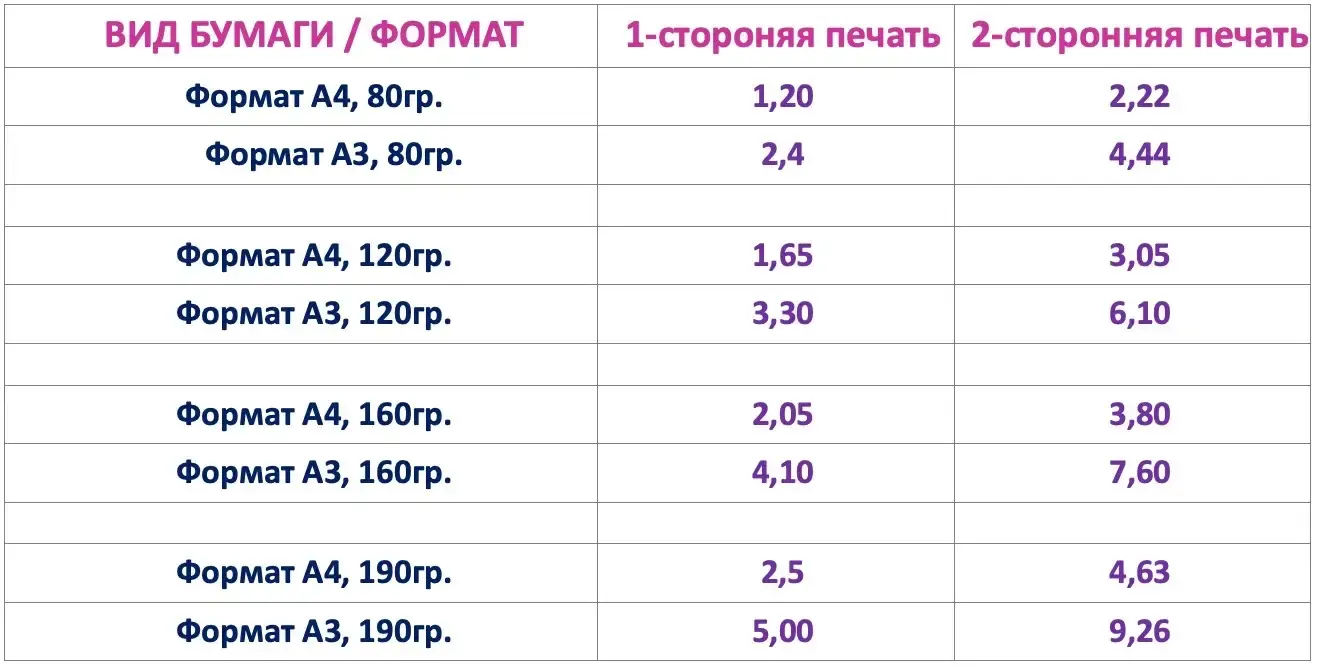 ВИД БУМАГИ / ФОРМАТ 1-стороняя печать 2-сторонняя печать
Формат А4, 80гр. 1,20 2,22
Формат А3, 80гр. 2,4 4,44
Формат А4, 120гр. 1,65 3,05
Формат А3, 120гр. 3,30 6,10
Формат А4, 160гр. 2,05 3,80
Формат А3, 160гр. 4,10 7,60
Формат А4, 190гр. 2,5 4,63
Формат А3, 190гр. 5,00 9,26